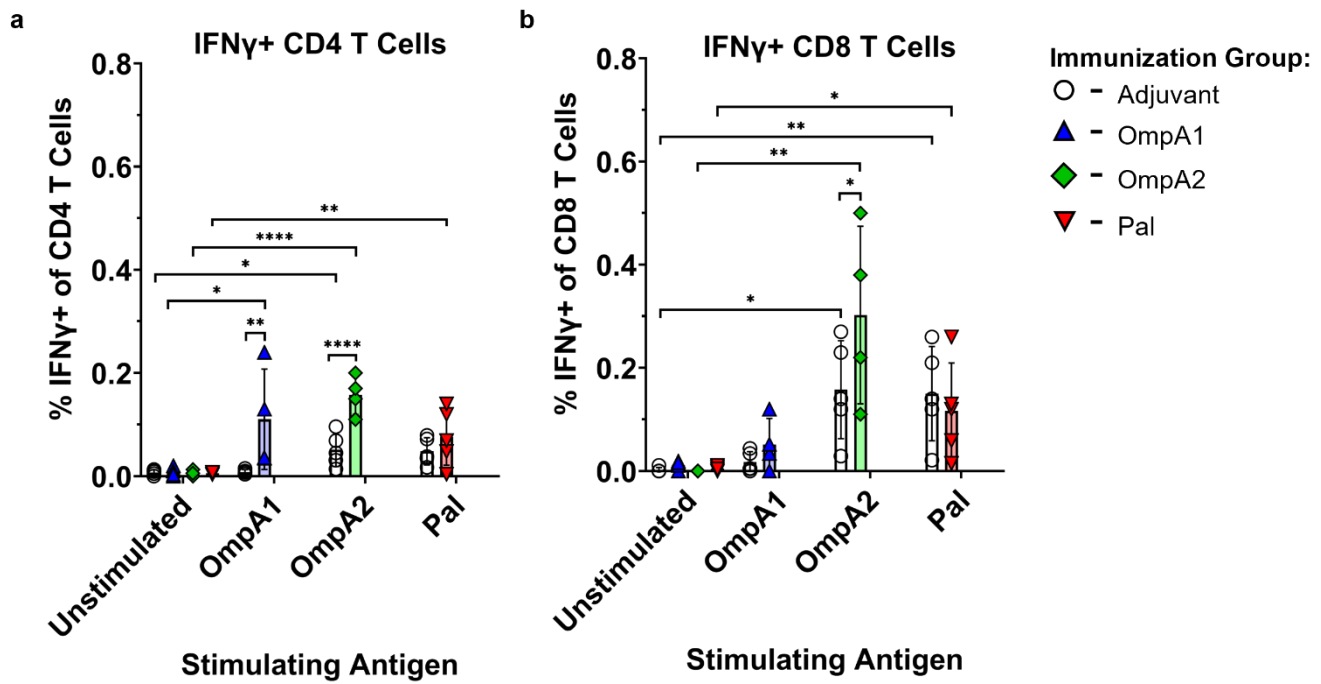 a
IFNγ+ CD4 T Cells
% IFNγ+ of CD4 T Cells
0.8
0.6
0.4
0.2
0.0
**
****
*
*
**
****
Unstimulated
OmpA1
OmpA2
Pal
Stimulating Antigen
b
IFNγ+ CD8 T Cells
% IFNγ+ of CD8 T Cells
0.8
0.6
0.4
0.2
0.0
*
**
**
*
*
Unstimulated
OmpA1
OmpA2
Pal
Stimulating Antigen
Immunization Group:
- Adjuvant
- OmpA1
- OmpA2
- Pal